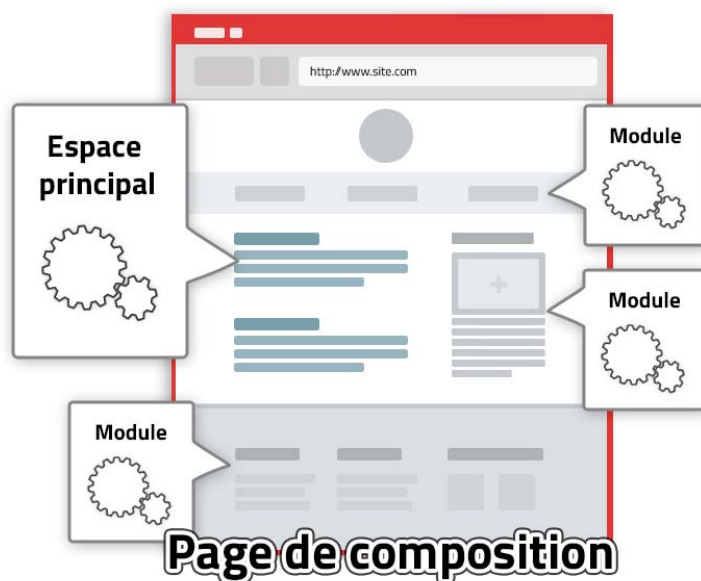 http://www.site.com
Espace
principal
Module
Module
Module
Page de composition